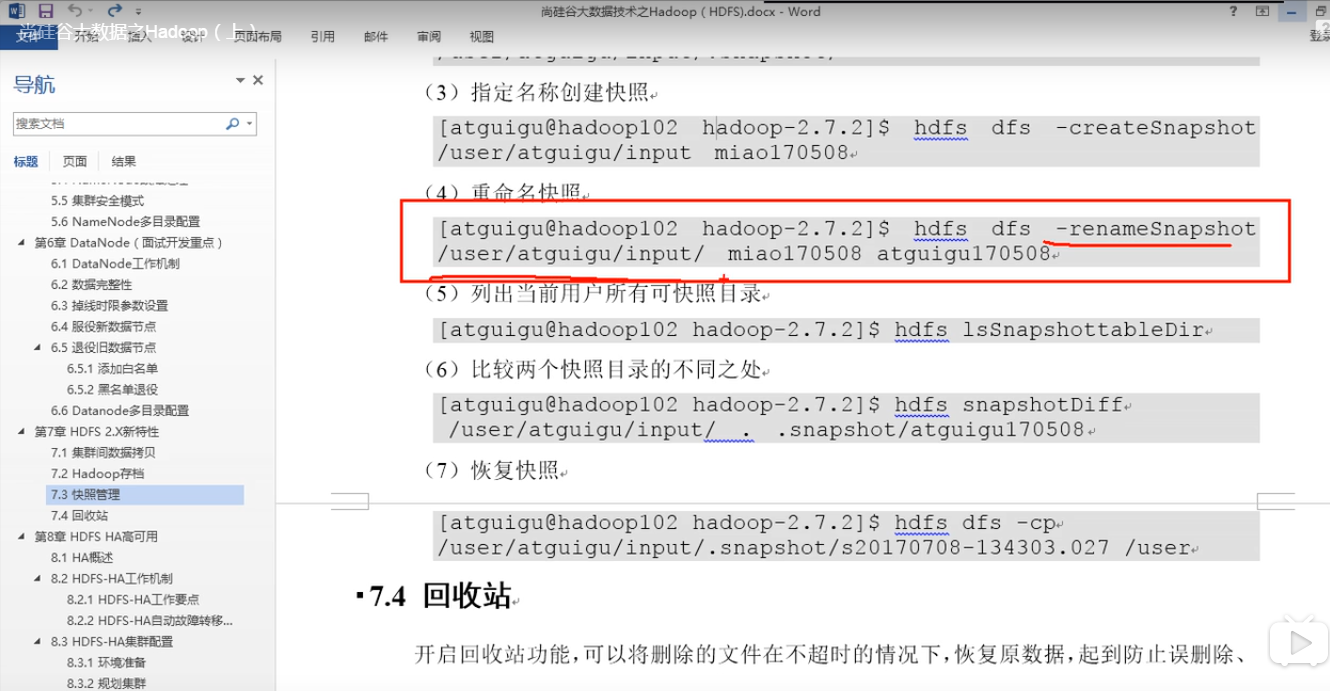 尚硅谷大数据技术之Hadoop（HDFS).docx - Word
尚硅谷大数据之Hadoop（上）
文件 开始 插入 设计 页面布局 引用 邮件 审阅 视图
导航
搜索文档
标题 页面 结果
5.5 集群安全模式
5.6 NameNode多目录配置
第6章 DataNode（面试开发重点）
6.1 DataNode工作机制
6.2 数据完整性
6.3 掉线时限参数设置
6.4 服役新数据节点
6.5 退役旧数据节点
6.5.1 添加白名单
6.5.2 黑名单退役
6.6 Datanode多目录配置
第7章 HDFS 2.X新特性
7.1 集群间数据拷贝
7.2 Hadoop存档
7.3 快照管理
7.4 回收站
第8章 HDFS HA高可用
8.1 HA概述
8.2 HDFS-HA工作机制
8.2.1 HDFS-HA工作要点
8.2.2 HDFS-HA自动故障转移...
8.3 HDFS-HA集群配置
8.3.1 环境准备
8.3.2 规划集群
（3）指定名称创建快照
[atguigu@hadoop102 hadoop-2.7.2]$ hdfs dfs -createSnapshot
/user/atguigu/input miao170508
（4）重命名快照
[atguigu@hadoop102 hadoop-2.7.2]$ hdfs dfs -renameSnapshot
/user/atguigu/input/ miao170508 atguigu170508
（5）列出当前用户所有可快照目录
[atguigu@hadoop102 hadoop-2.7.2]$ hdfs lsSnapshottableDir
（6）比较两个快照目录的不同之处
[atguigu@hadoop102 hadoop-2.7.2]$ hdfs snapshotDiff
/user/atguigu/input/ . .snapshot/atguigu170508
（7）恢复快照
[atguigu@hadoop102 hadoop-2.7.2]$ hdfs dfs -cp
/user/atguigu/input/.snapshot/s20170708-134303.027 /user
7.4 回收站
开启回收站功能，可以将删除的文件在不超时的情况下，恢复原数据，起到防止误删除、